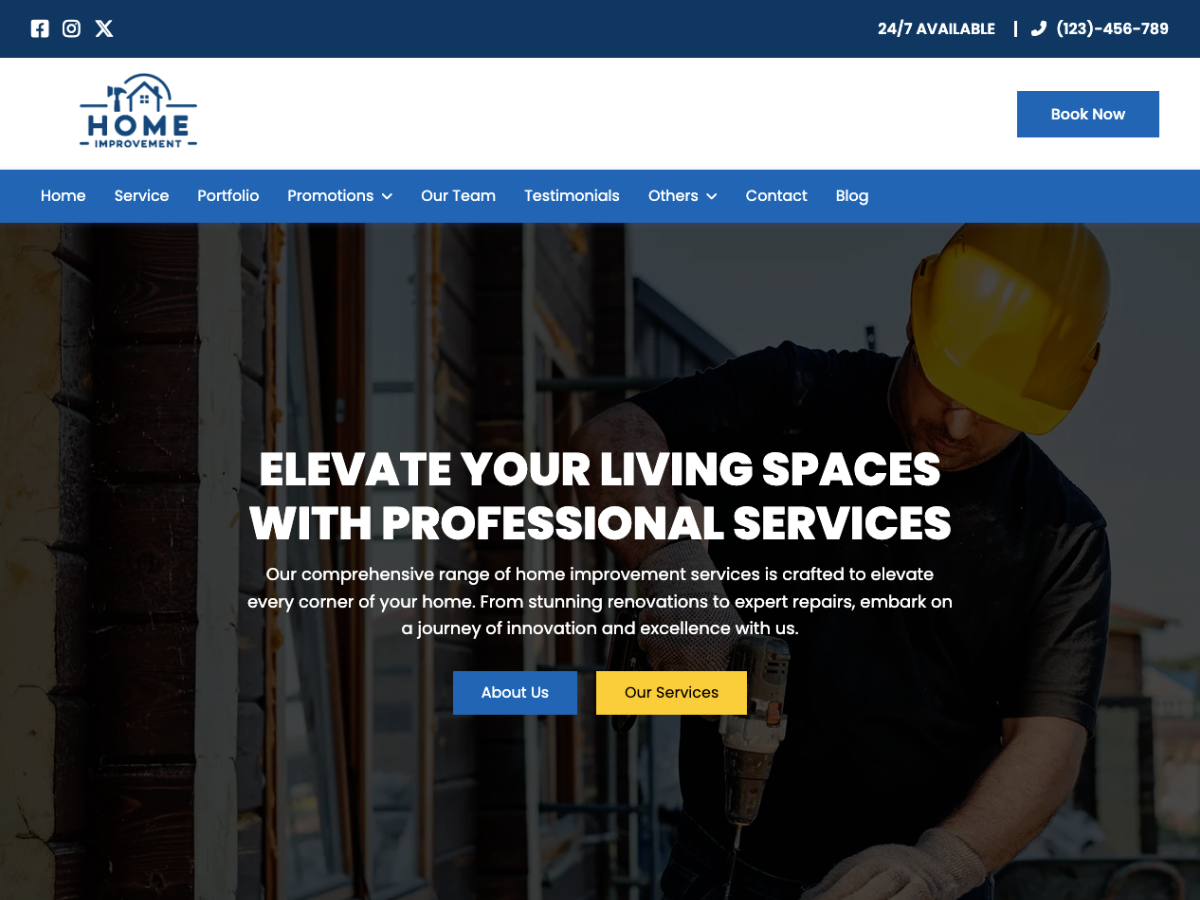 24/7 AVAILABLE | (123)-456-789
HOME
IMPROVEMENT
Book Now
Home Service Portfolio Promotions Our Team Testimonials Others Contact Blog
ELEVATE YOUR LIVING SPACES
WITH PROFESSIONAL SERVICES
Our comprehensive range of home improvement services is crafted to elevate
every corner of your home. From stunning renovations to expert repairs, embark on
a journey of innovation and excellence with us.
About Us Our Services